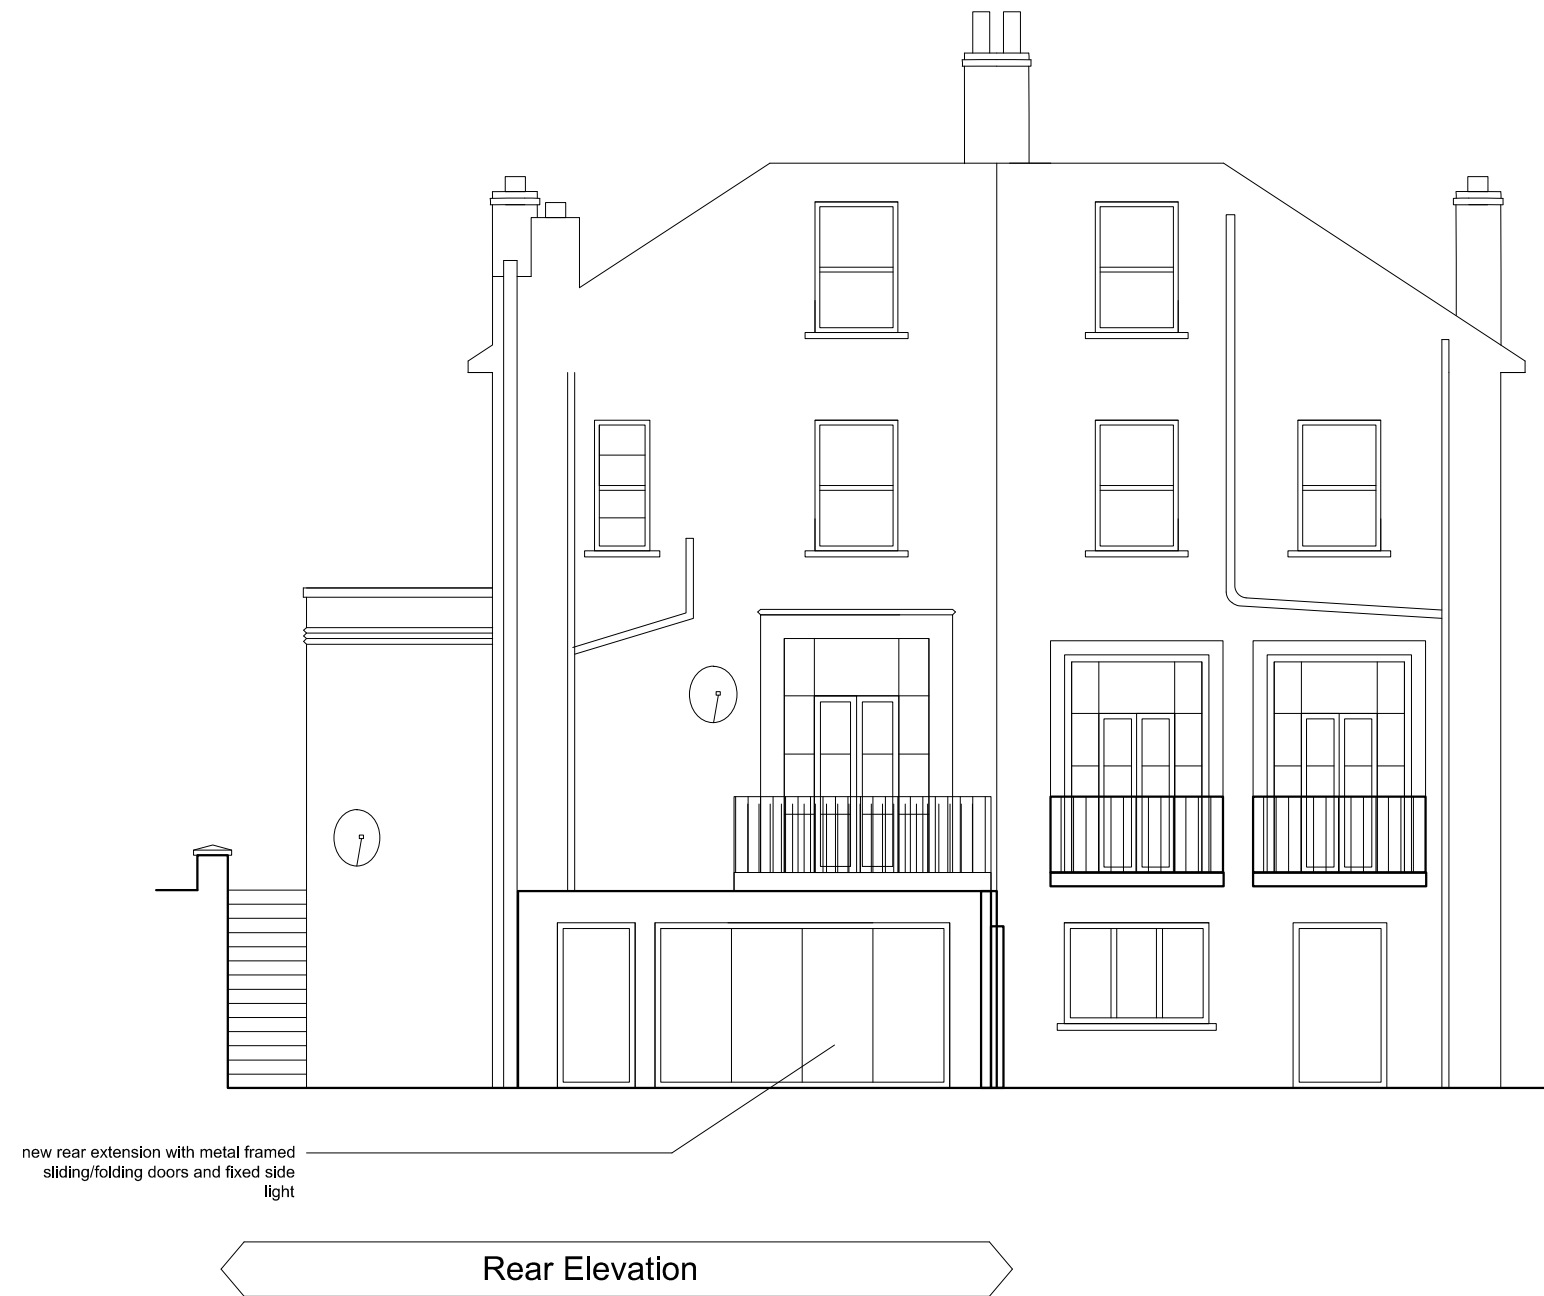 new rear extension with metal framed
sliding/folding doors and fixed side
light
Rear Elevation